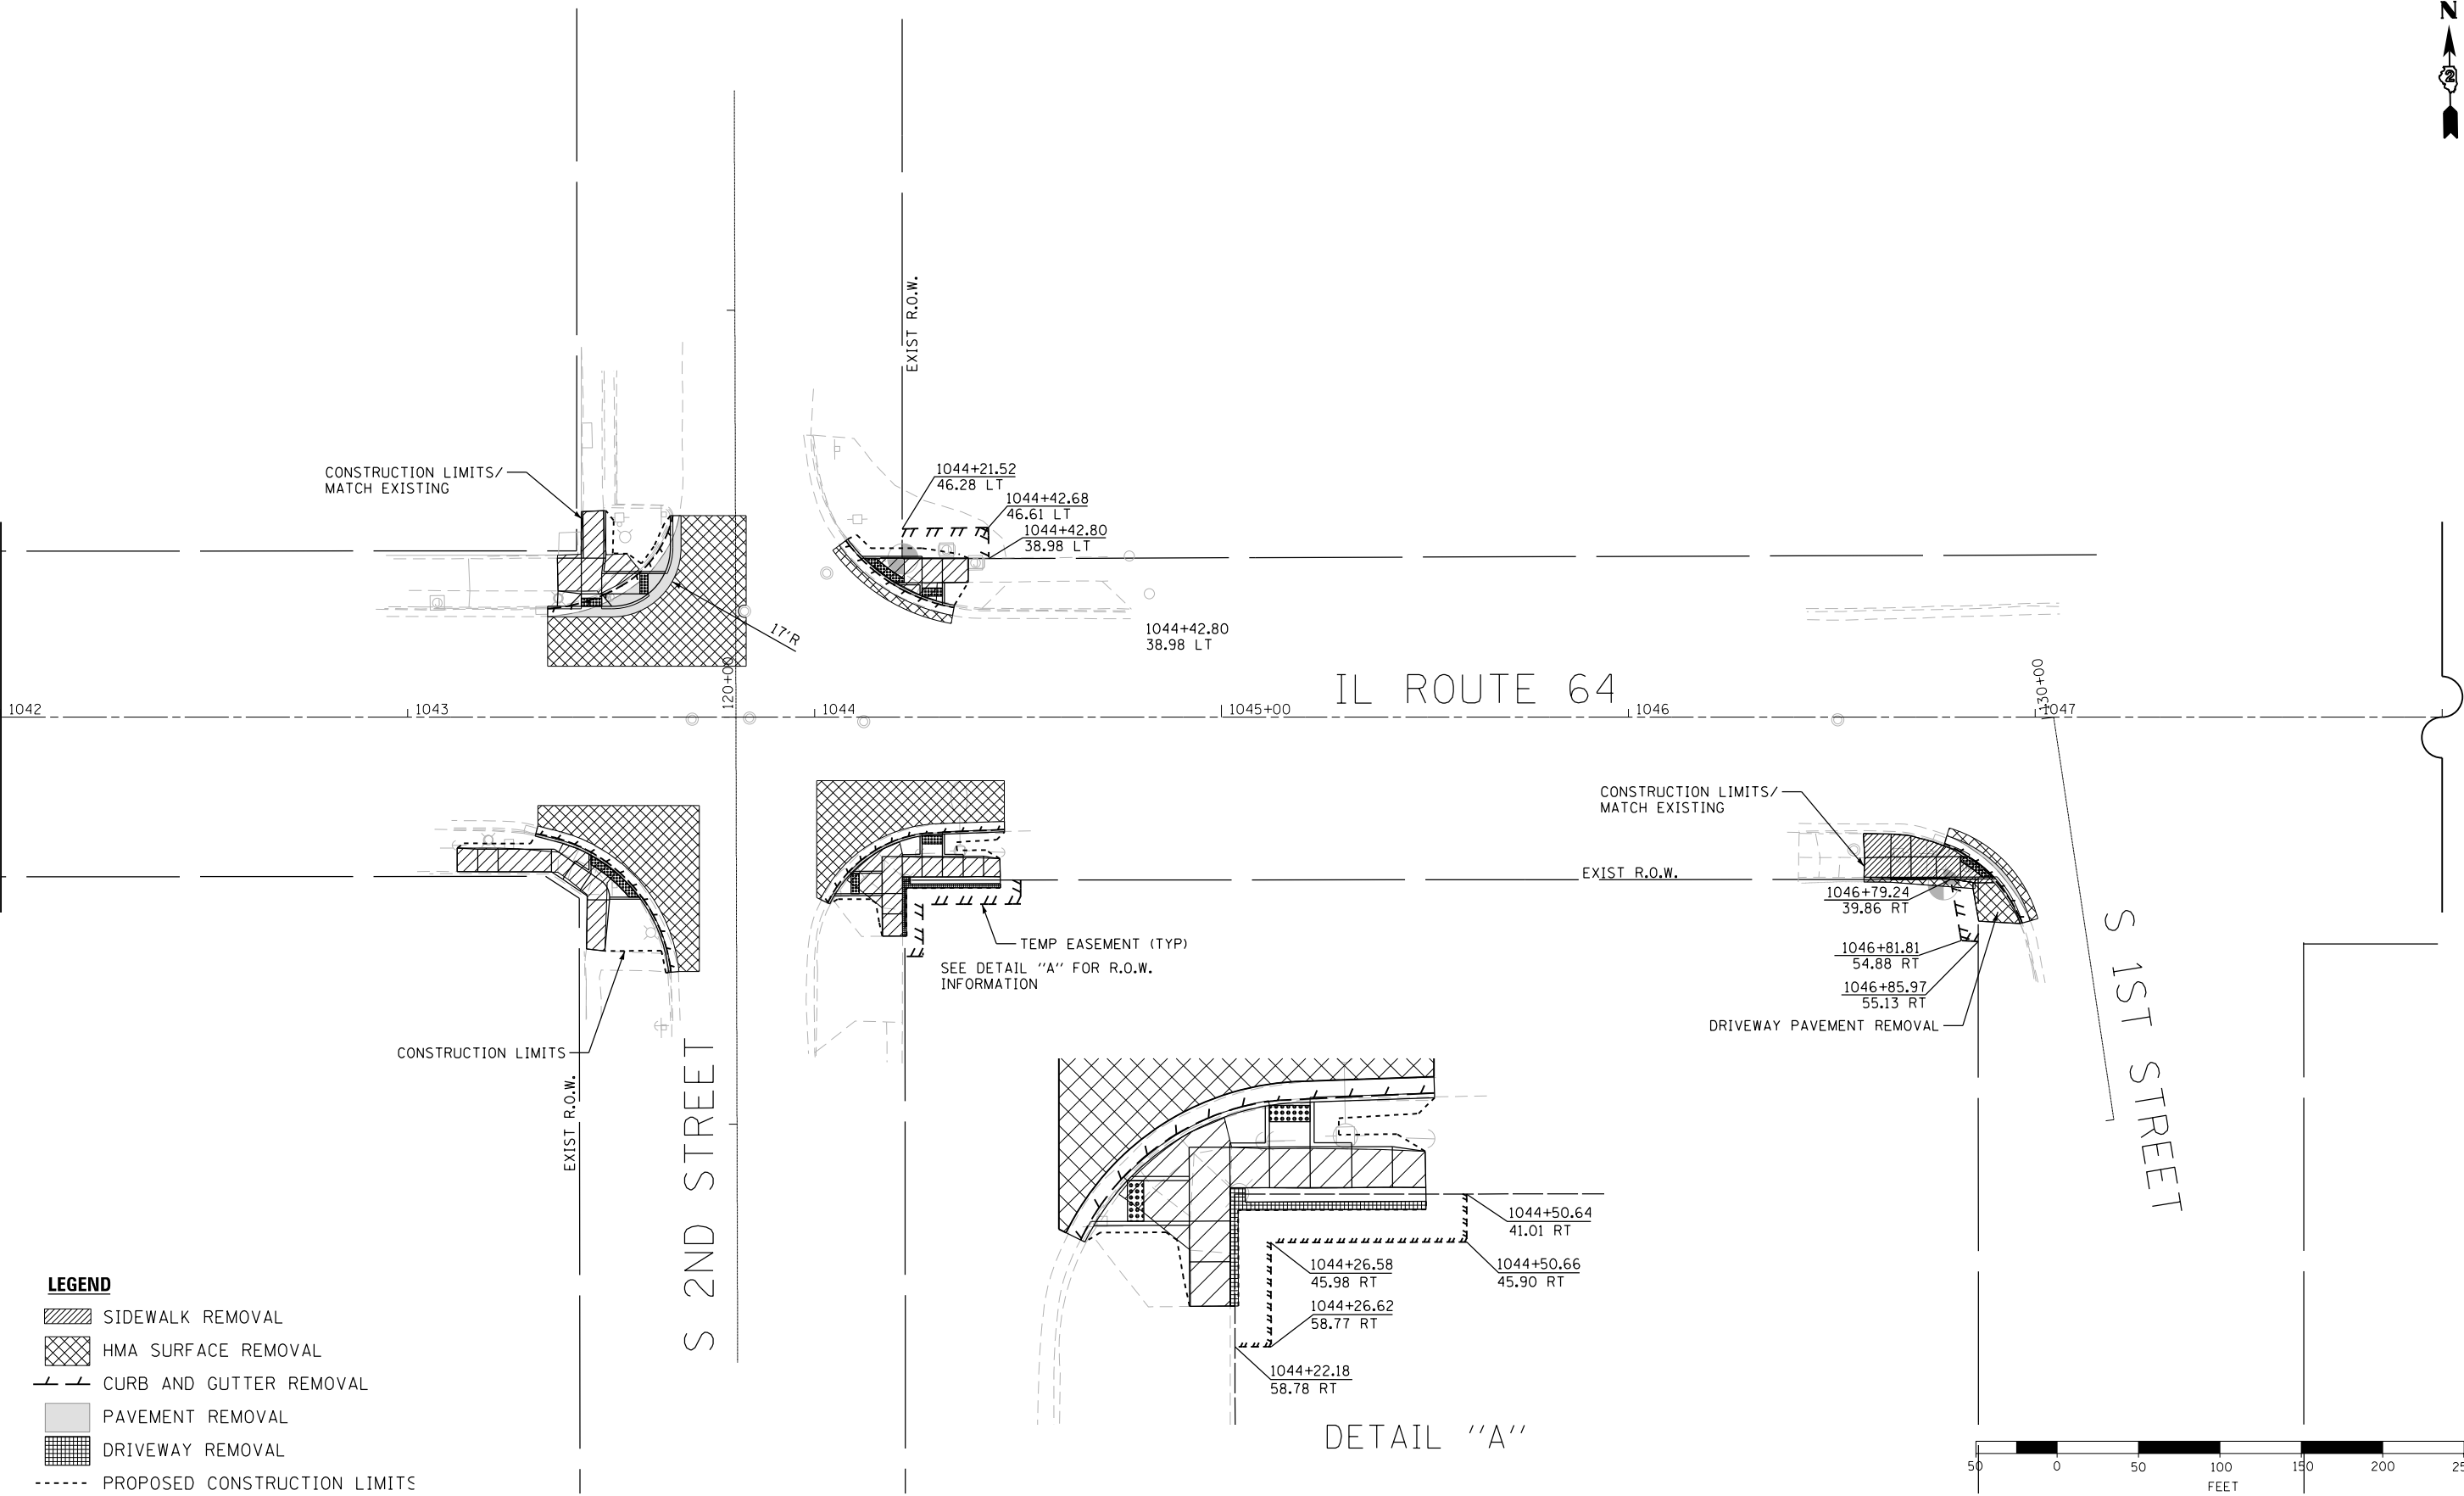 N
2
EXIST R.O.W.
CONSTRUCTION LIMITS/
MATCH EXISTING
1044+21.52
46.28 LT
1044+42.68
46.61 LT
1044+42.80
38.98 LT
17'R
1044+42.80
38.98 LT
IL ROUTE 64
120+00
130+00
1042
1043
1044
1045+00
1046
1047
CONSTRUCTION LIMITS/
MATCH EXISTING
EXIST R.O.W.
1046+79.24
39.86 RT
TEMP EASEMENT (TYP)
SEE DETAIL "A" FOR R.O.W.
INFORMATION
1046+81.81
54.88 RT
1046+85.97
55.13 RT
DRIVEWAY PAVEMENT REMOVAL
S 1ST STREET
CONSTRUCTION LIMITS
EXIST R.O.W.
S 2ND STREET
1044+50.64
41.01 RT
1044+26.58
45.98 RT
1044+50.66
45.90 RT
1044+26.62
58.77 RT
1044+22.18
58.78 RT
DETAIL "A"
LEGEND
SIDEWALK REMOVAL
HMA SURFACE REMOVAL
CURB AND GUTTER REMOVAL
PAVEMENT REMOVAL
DRIVEWAY REMOVAL
PROPOSED CONSTRUCTION LIMITS
50 0 50 100 150 200 25
FEET